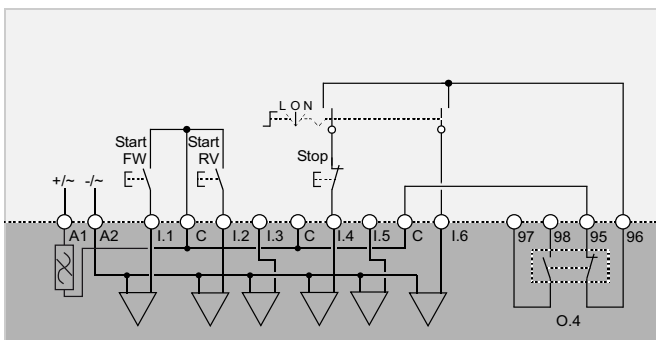 L O N
Start
FW
Start
RV
Stop
+/~
-/~
A1
A2
I.1
C
I.2
I.3
C
I.4
I.5
C
I.6
97
98
95
96
O.4